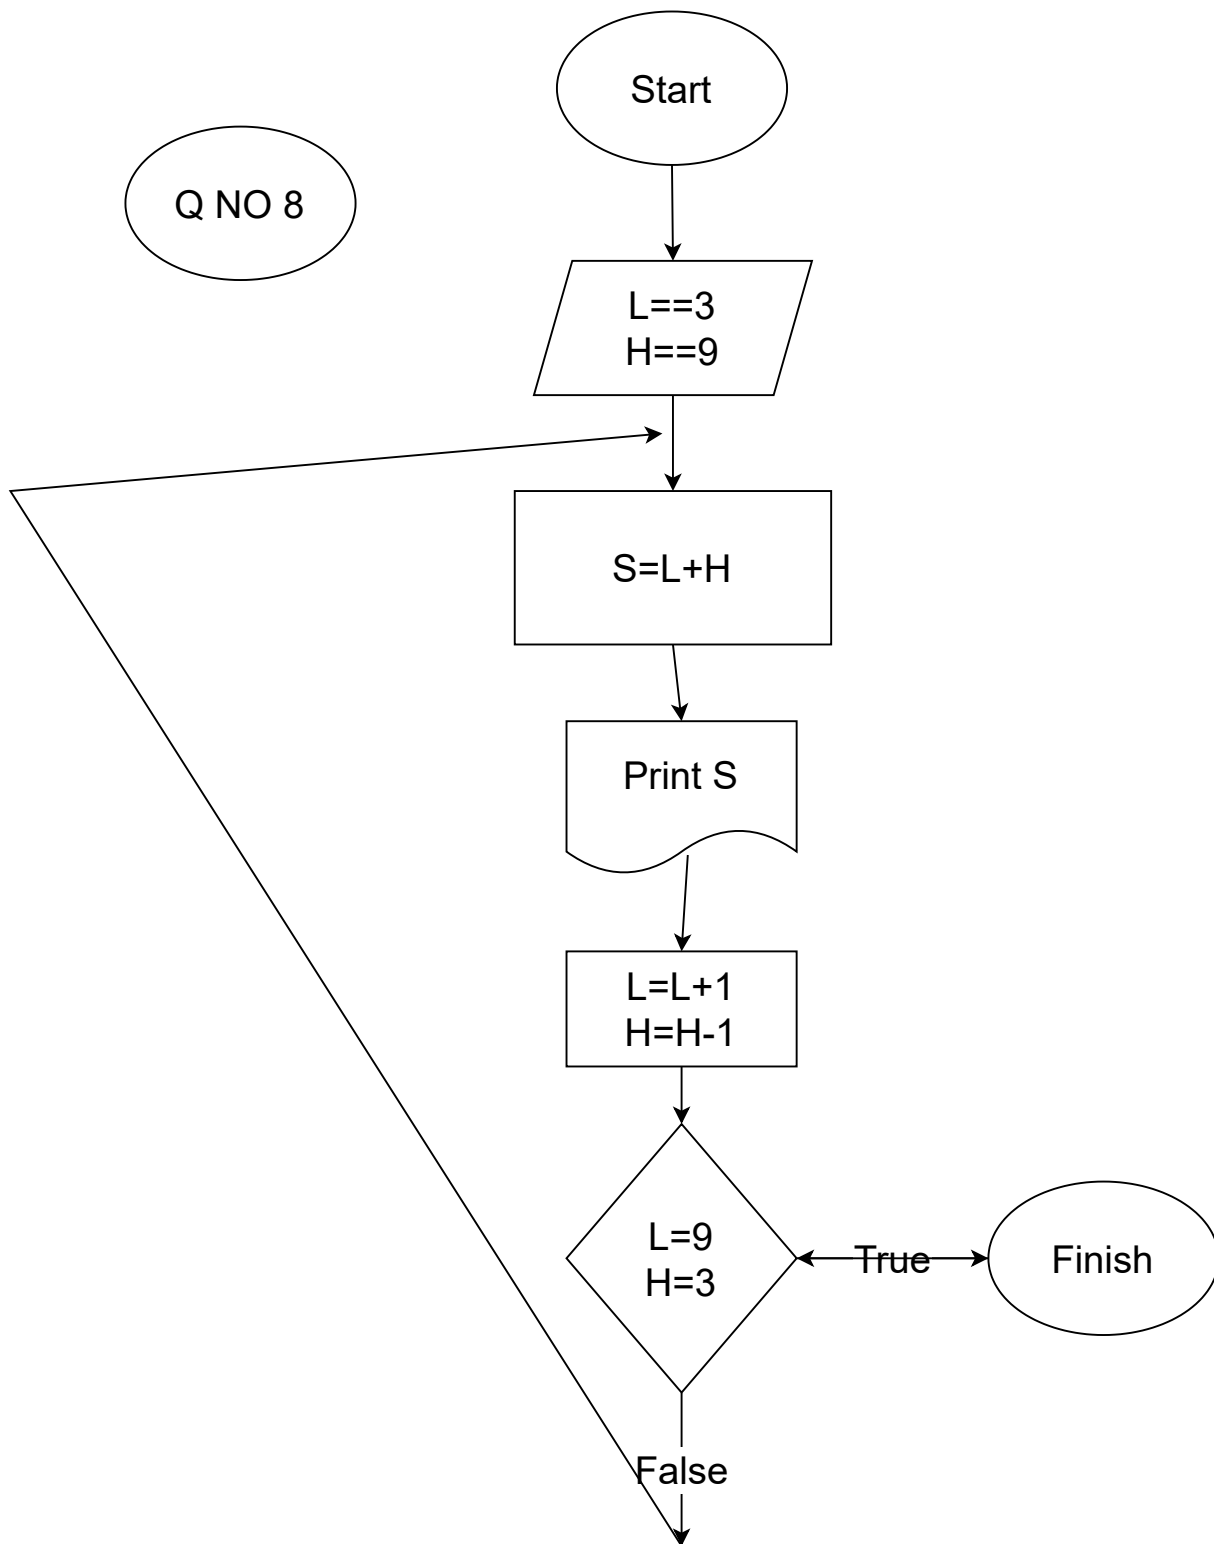 Start
Q NO 8
L==3
H==9
S=L+H
Print S
L=L+1
H=H-1
L=9
H=3
True
Finish
False